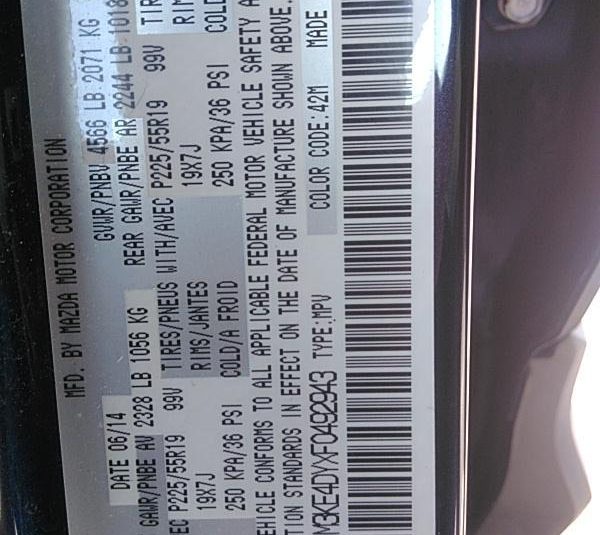 MFD. BY MAZDA MOTOR CORPORATION
DATE 06/14 GVWR/PNBV 4566 LB 2071 KG
GAWR/PNBE AV 2328 LB 1056 KG REAR GAWR/PNBE AR 2244 LB 1018
EC P225/55R19 99V TIRES/PNEUS WITH/AVEC P225/55R19 99V
19X7J RIMS/JANTES 19X7J
250 KPA/36 PSI COLD/A FROID 250 KPA/36 PSI COLD
EHICLE CONFORMS TO ALL APPLICABLE FEDERAL MOTOR VEHICLE SAFETY A
TION STANDARDS IN EFFECT ON THE DATE OF MANUFACTURE SHOWN ABOVE.
M3KE4DYXF0492943 TYPE:MPV COLOR CODE:42M MADE